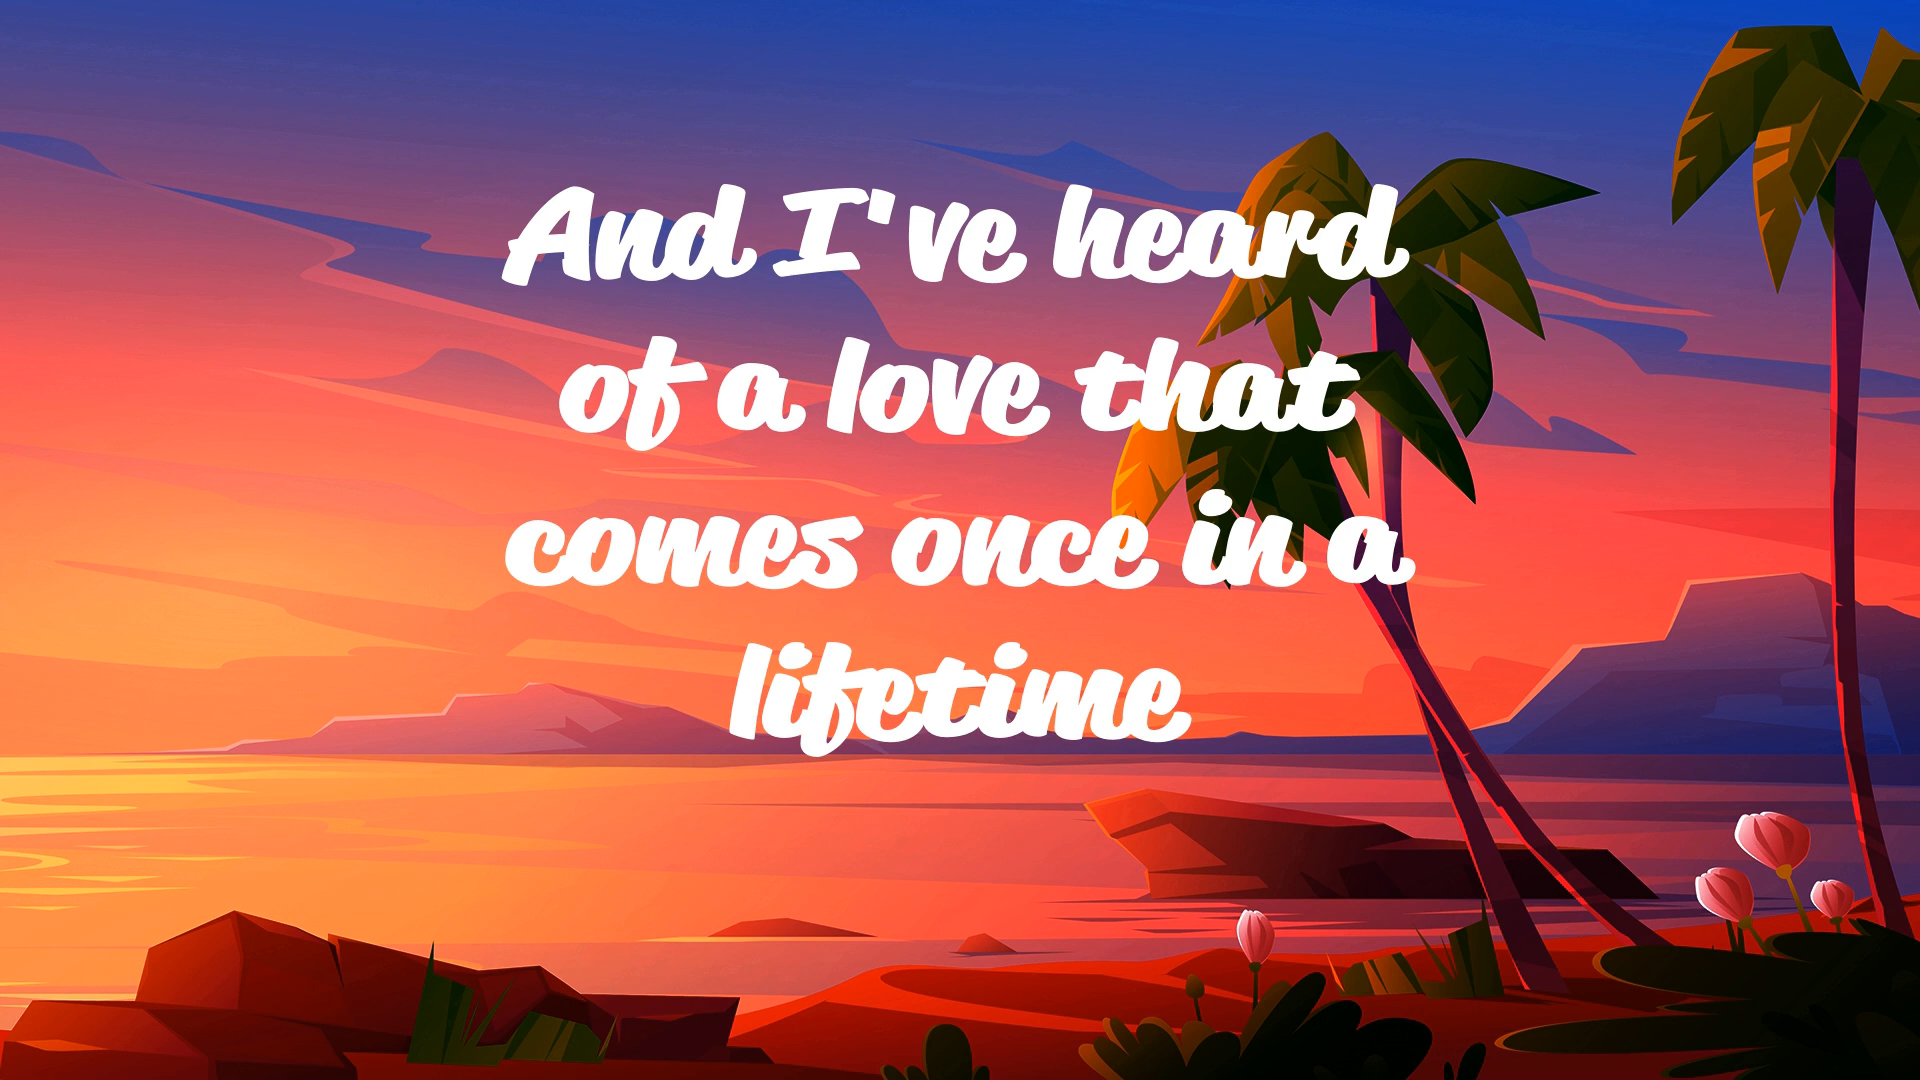 And I've heard
of a love that
comes once in a
lifetime